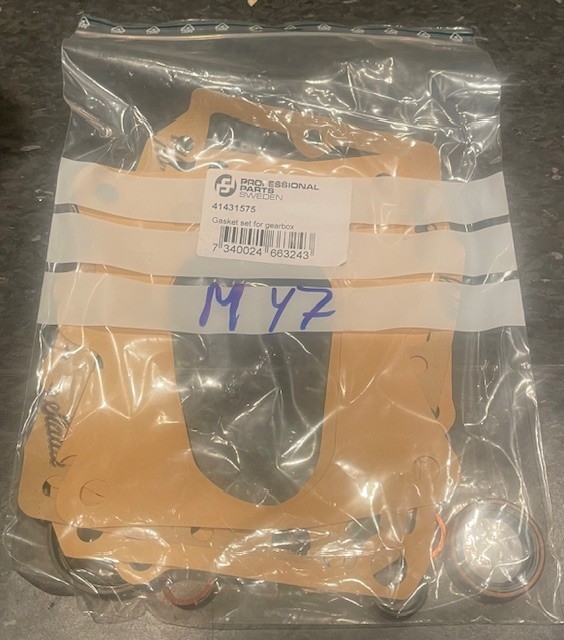 PROFESSIONAL
PARTS
SWEDEN
41431575
Gasket set for gearbox
7 340024 663243
M 47